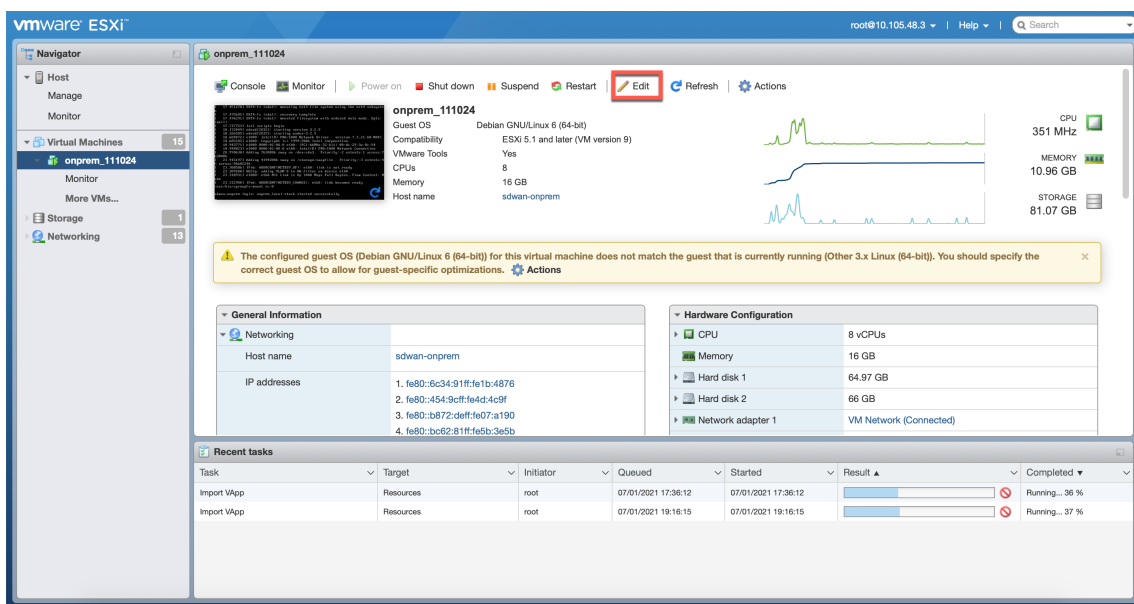 vmware ESXi™
root@10.105.48.3
Help
Search
Navigator
Host
Manage
Monitor
Virtual Machines 15
onprem_111024
Monitor
More VMs...
Storage 1
Networking 13
onprem_111024
Console Monitor Power on Shut down Suspend Restart Edit Refresh Actions
onprem_111024
Guest OS Debian GNU/Linux 6 (64-bit)
Compatibility ESXi 5.1 and later (VM version 9)
VMware Tools Yes
CPUs 8
Memory 16 GB
Host name sdwan-onprem
CPU
351 MHz
MEMORY
10.96 GB
STORAGE
81.07 GB
The configured guest OS (Debian GNU/Linux 6 (64-bit)) for this virtual machine does not match the guest that is currently running (Other 3.x Linux (64-bit)). You should specify the
correct guest OS to allow for guest-specific optimizations. Actions
General Information
Networking
Host name sdwan-onprem
IP addresses 1. fe80::6c34:91ff:fe1b:4876
2. fe80::454:9cff:fe4d:4c9f
3. fe80::b872:deff:fe07:a190
4. fe80::bc62:81ff:fe5b:3e5b
Hardware Configuration
CPU 8 vCPUs
Memory 16 GB
Hard disk 1 64.97 GB
Hard disk 2 66 GB
Network adapter 1 VM Network (Connected)
Recent tasks
Task Target Initiator Queued Started Result ▲ Completed ▼
Import VApp Resources root 07/01/2021 17:36:12 07/01/2021 17:36:12 Running... 36 %
Import VApp Resources root 07/01/2021 19:16:15 07/01/2021 19:16:15 Running... 37 %